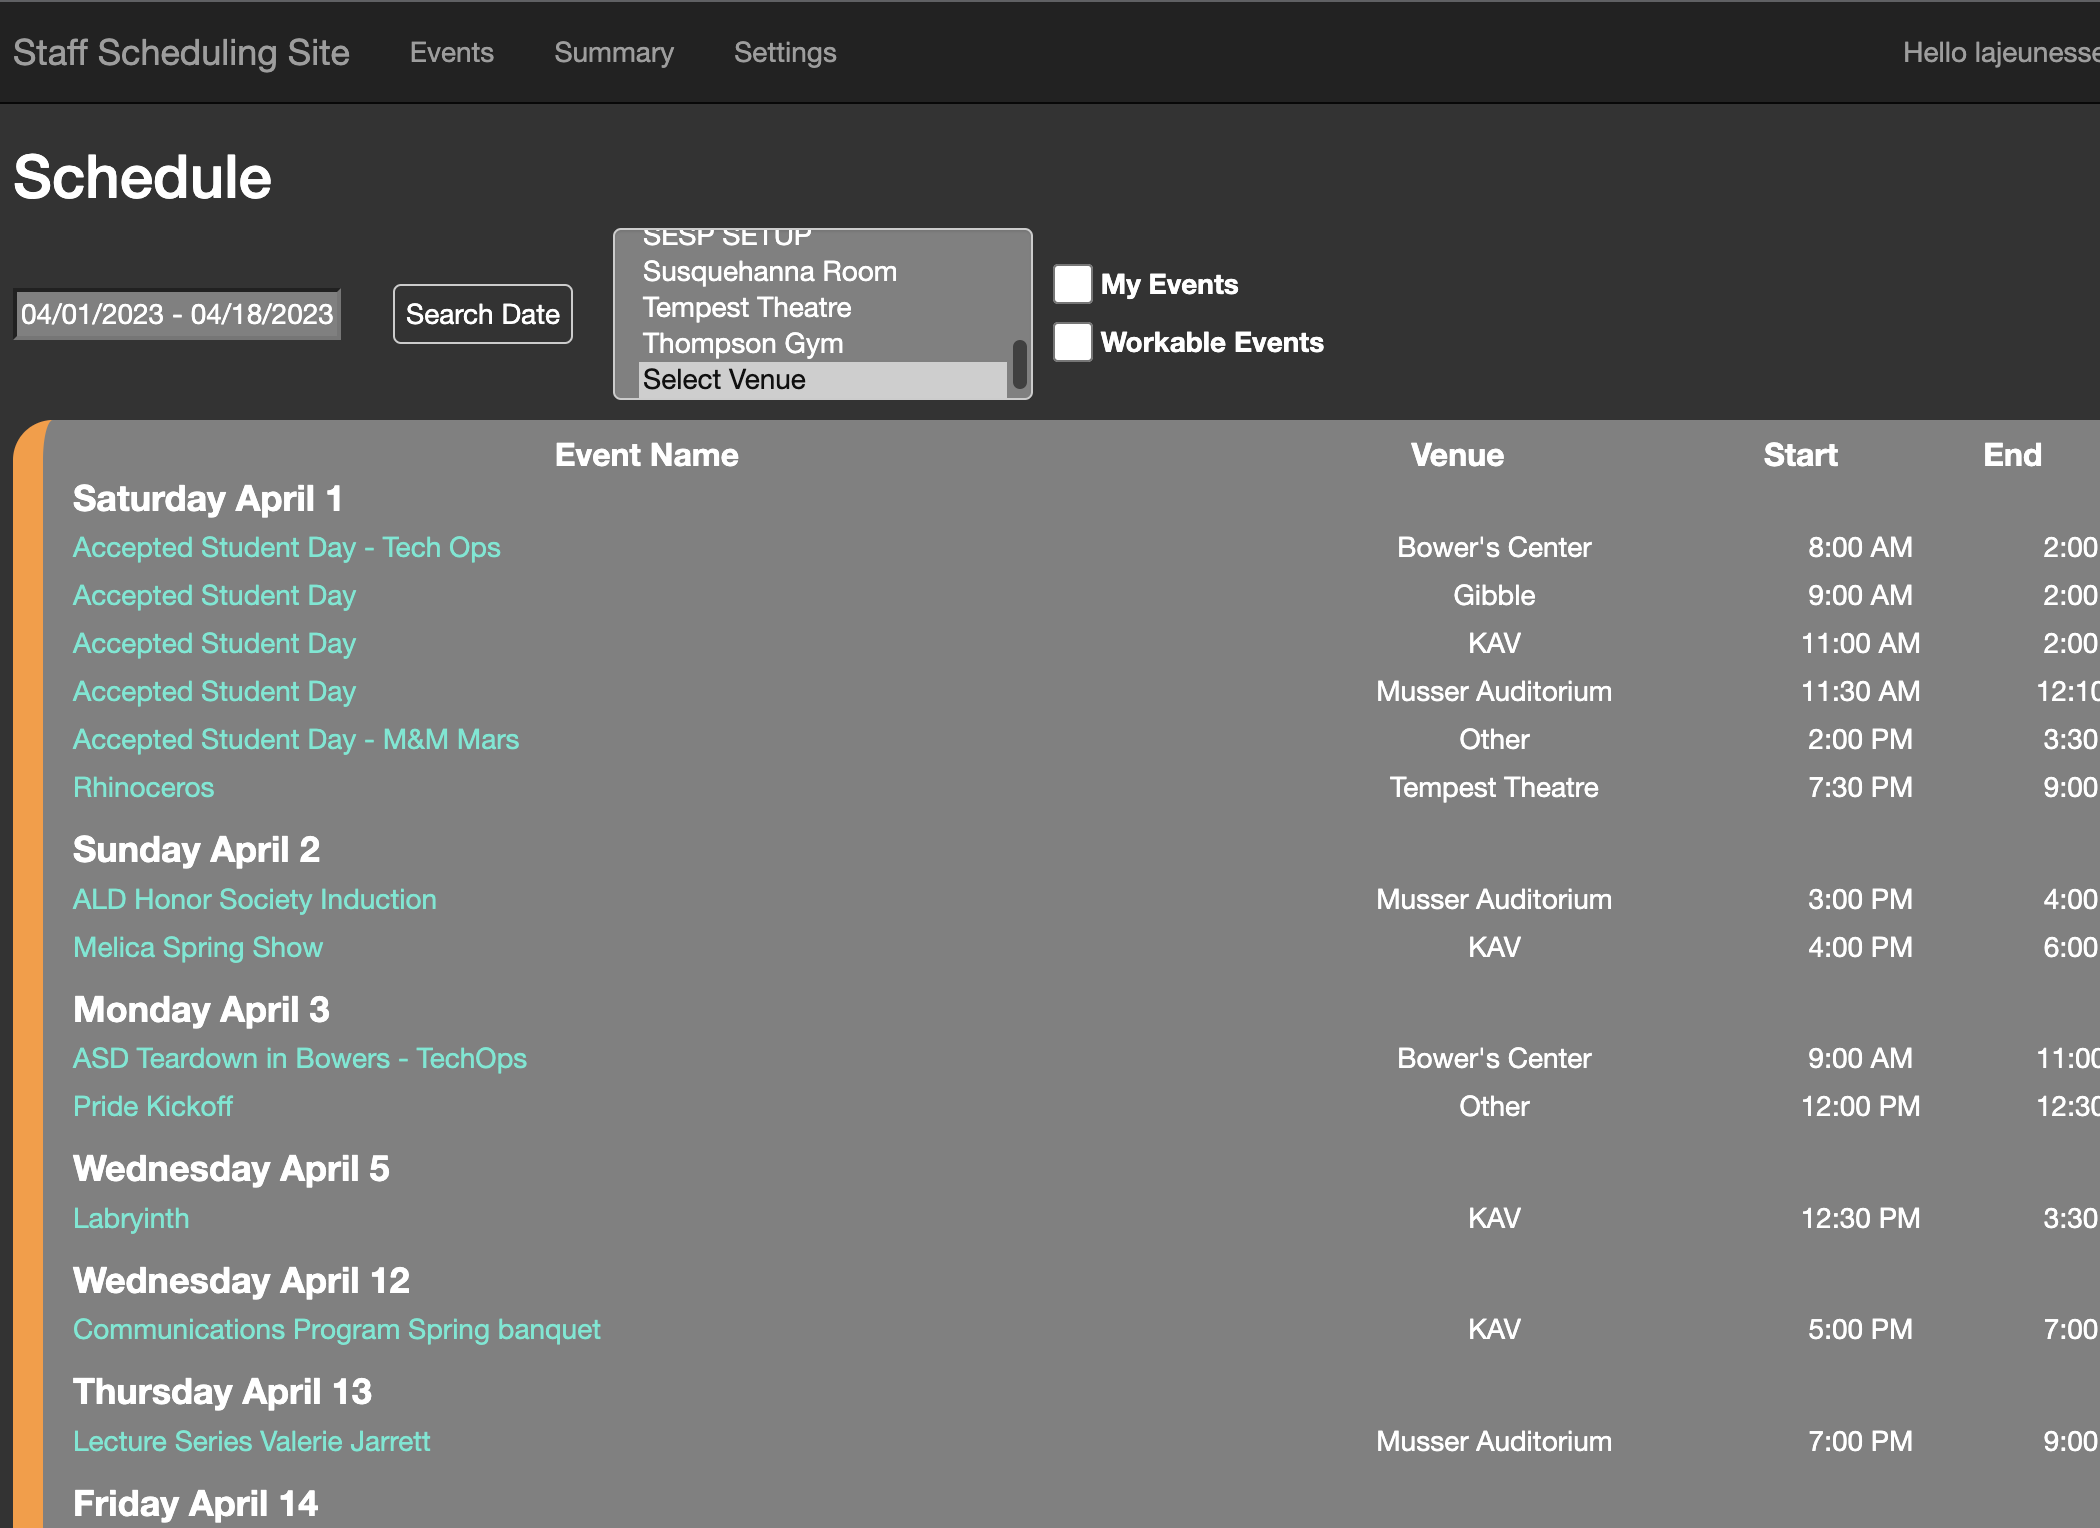 Staff Scheduling Site Events Summary Settings Hello lajeunesse
Schedule
04/01/2023 - 04/18/2023
Search Date
SESP SETUP
Susquehanna Room
Tempest Theatre
Thompson Gym
Select Venue
My Events
Workable Events
Event Name Venue Start End
Saturday April 1
Accepted Student Day - Tech Ops Bower's Center 8:00 AM 2:00
Accepted Student Day Gibble 9:00 AM 2:00
Accepted Student Day KAV 11:00 AM 2:00
Accepted Student Day Musser Auditorium 11:30 AM 12:10
Accepted Student Day - M&M Mars Other 2:00 PM 3:30
Rhinoceros Tempest Theatre 7:30 PM 9:00
Sunday April 2
ALD Honor Society Induction Musser Auditorium 3:00 PM 4:00
Melica Spring Show KAV 4:00 PM 6:00
Monday April 3
ASD Teardown in Bowers - TechOps Bower's Center 9:00 AM 11:00
Pride Kickoff Other 12:00 PM 12:30
Wednesday April 5
Labryinth KAV 12:30 PM 3:30
Wednesday April 12
Communications Program Spring banquet KAV 5:00 PM 7:00
Thursday April 13
Lecture Series Valerie Jarrett Musser Auditorium 7:00 PM 9:00
Friday April 14